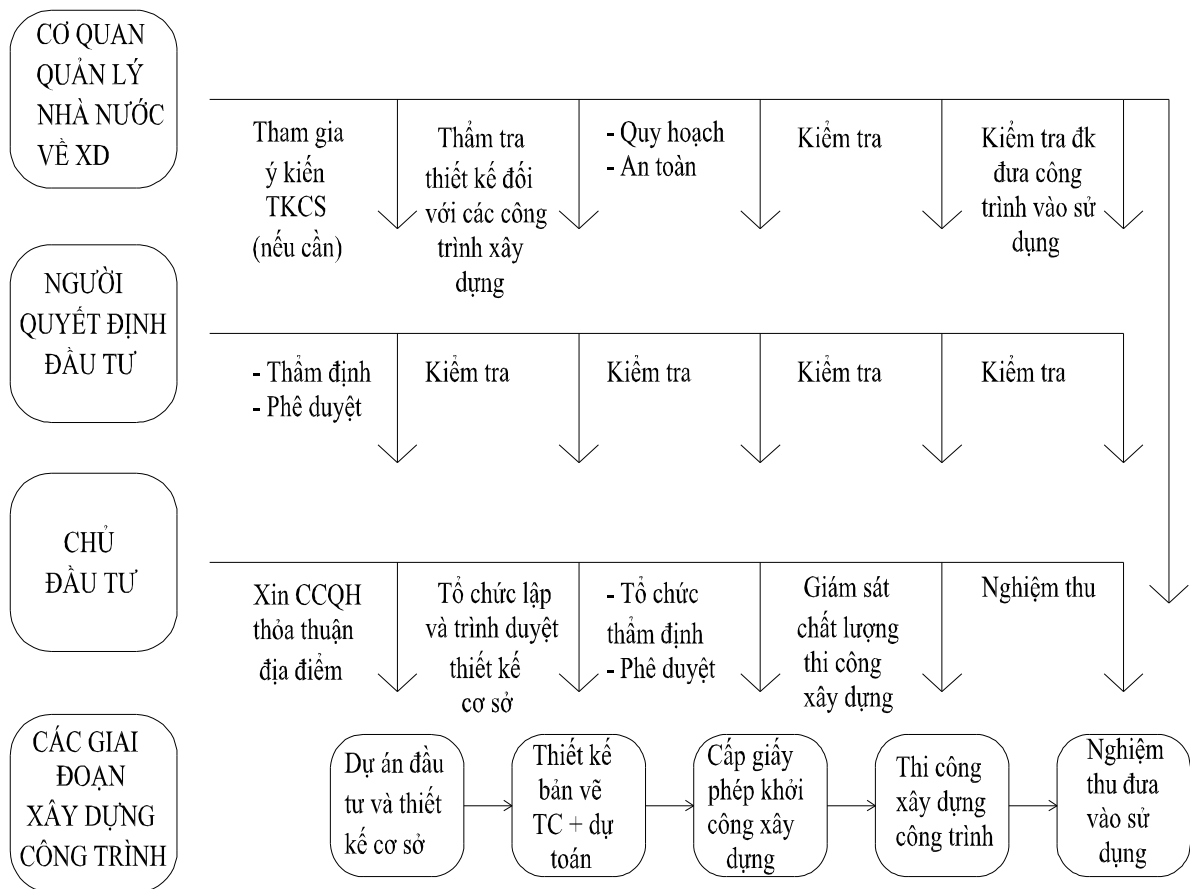 CƠ QUAN
QUẢN LÝ
NHÀ NƯỚC
VỀ XD
Tham gia
ý kiến
TKCS
(nếu cần)
Thẩm tra
thiết kế đối
với các công
trình xây
dựng
- Quy hoạch
- An toàn
Kiểm tra
Kiểm tra đk
đưa công
trình vào sử
dụng
NGƯỜI
QUYẾT ĐỊNH
ĐẦU TƯ
- Thẩm định
- Phê duyệt
Kiểm tra
Kiểm tra
Kiểm tra
Kiểm tra
CHỦ
ĐẦU TƯ
Xin CCQH
thỏa thuận
địa điểm
Tổ chức lập
và trình duyệt
thiết kế
cơ sở
- Tổ chức
thẩm định
- Phê duyệt
Giám sát
chất lượng
thi công
xây dựng
Nghiệm thu
CÁC GIAI
ĐOẠN
XÂY DỰNG
CÔNG TRÌNH
Dự án đầu
tư và thiết
kế cơ sở
Thiết kế
bản vẽ
TC + dự
toán
Cấp giấy
phép khởi
công xây
dựng
Thi công
xây dựng
công trình
Nghiệm
thu đưa
vào sử
dụng